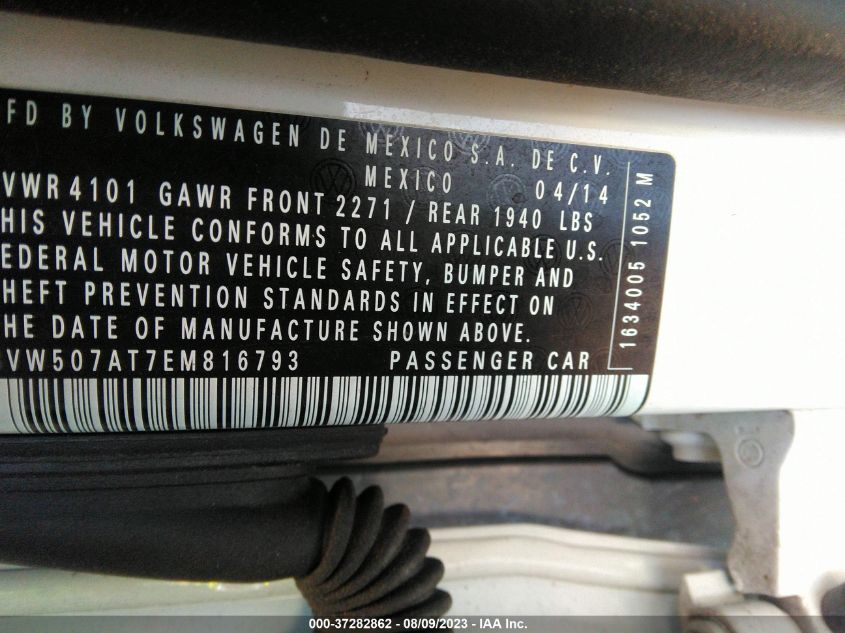 FD BY VOLKSWAGEN DE MEXICO S.A. DE C.V.
MEXICO 04/14
VWR 4101 GAWR FRONT 2271 / REAR 1940 LBS
HIS VEHICLE CONFORMS TO ALL APPLICABLE U.S.
EDERAL MOTOR VEHICLE SAFETY, BUMPER AND
HEFT PREVENTION STANDARDS IN EFFECT ON
HE DATE OF MANUFACTURE SHOWN ABOVE.
VW507AT7EM816793 PASSENGER CAR
1634005 1052 M
000-37282862 - 08/09/2023 - IAA Inc.